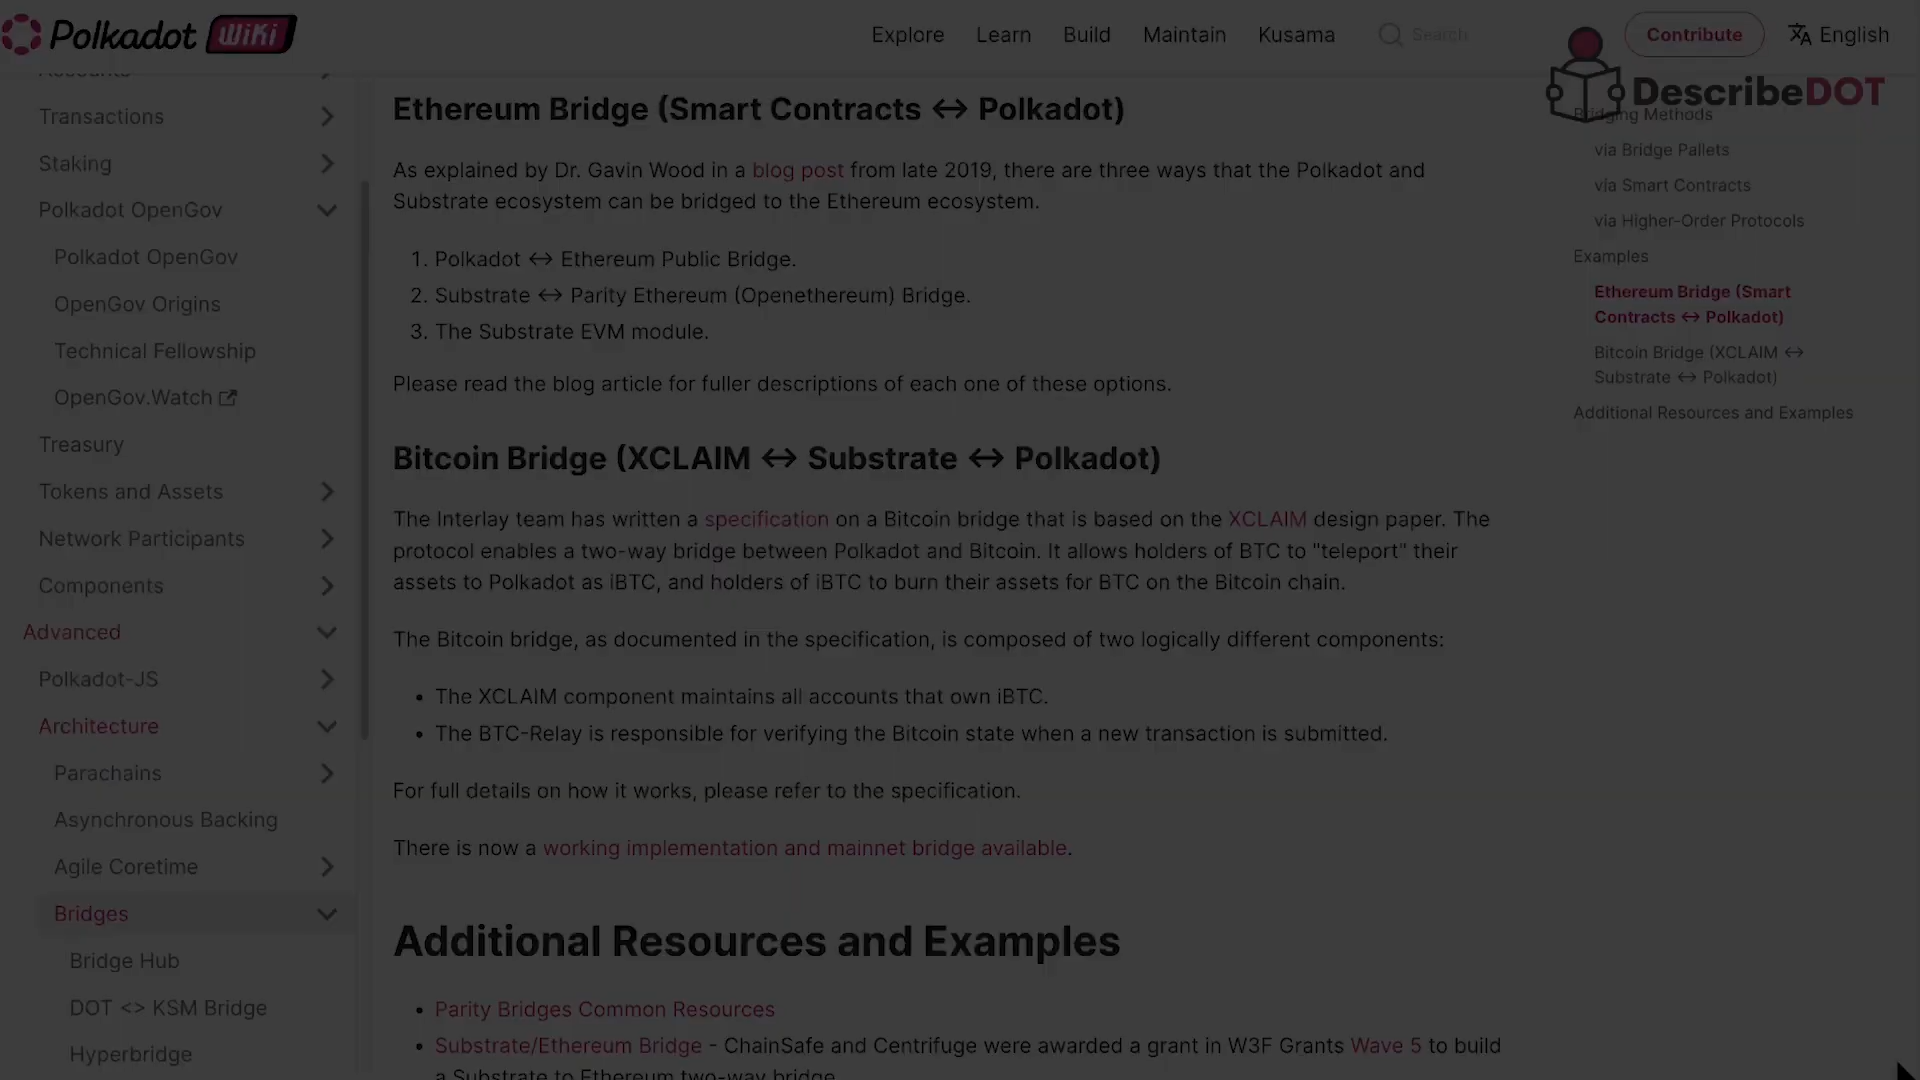 Polkadot WiKi
Explore Learn Build Maintain Kusama Search Contribute English
DescribeDOT
Accounts
Transactions
Staking
Polkadot OpenGov
Polkadot OpenGov
OpenGov Origins
Technical Fellowship
OpenGov.Watch
Treasury
Tokens and Assets
Network Participants
Components
Advanced
Polkadot-JS
Architecture
Parachains
Asynchronous Backing
Agile Coretime
Bridges
Bridge Hub
DOT <> KSM Bridge
Hyperbridge
Ethereum Bridge (Smart Contracts ↔ Polkadot)
As explained by Dr. Gavin Wood in a blog post from late 2019, there are three ways that the Polkadot and
Substrate ecosystem can be bridged to the Ethereum ecosystem.
1. Polkadot ↔ Ethereum Public Bridge.
2. Substrate ↔ Parity Ethereum (Openethereum) Bridge.
3. The Substrate EVM module.
Please read the blog article for fuller descriptions of each one of these options.
Bitcoin Bridge (XCLAIM ↔ Substrate ↔ Polkadot)
The Interlay team has written a specification on a Bitcoin bridge that is based on the XCLAIM design paper. The
protocol enables a two-way bridge between Polkadot and Bitcoin. It allows holders of BTC to "teleport" their
assets to Polkadot as iBTC, and holders of iBTC to burn their assets for BTC on the Bitcoin chain.
The Bitcoin bridge, as documented in the specification, is composed of two logically different components:
• The XCLAIM component maintains all accounts that own iBTC.
• The BTC-Relay is responsible for verifying the Bitcoin state when a new transaction is submitted.
For full details on how it works, please refer to the specification.
There is now a working implementation and mainnet bridge available.
Additional Resources and Examples
• Parity Bridges Common Resources
• Substrate/Ethereum Bridge - ChainSafe and Centrifuge were awarded a grant in W3F Grants Wave 5 to build
a Substrate to Ethereum two-way bridge.
Bridging Methods
via Bridge Pallets
via Smart Contracts
via Higher-Order Protocols
Examples
Ethereum Bridge (Smart
Contracts ↔ Polkadot)
Bitcoin Bridge (XCLAIM ↔
Substrate ↔ Polkadot)
Additional Resources and Examples